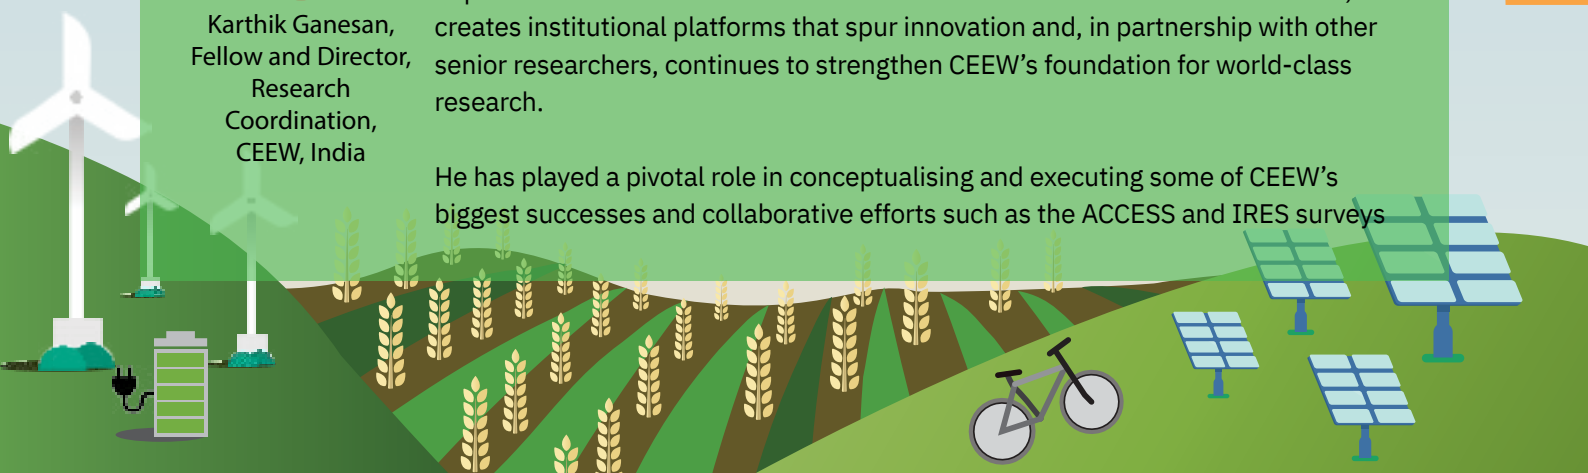 Karthik Ganesan,
Fellow and Director,
Research
Coordination,
CEEW, India
creates institutional platforms that spur innovation and, in partnership with other
senior researchers, continues to strengthen CEEW’s foundation for world-class
research.
He has played a pivotal role in conceptualising and executing some of CEEW’s
biggest successes and collaborative efforts such as the ACCESS and IRES surveys